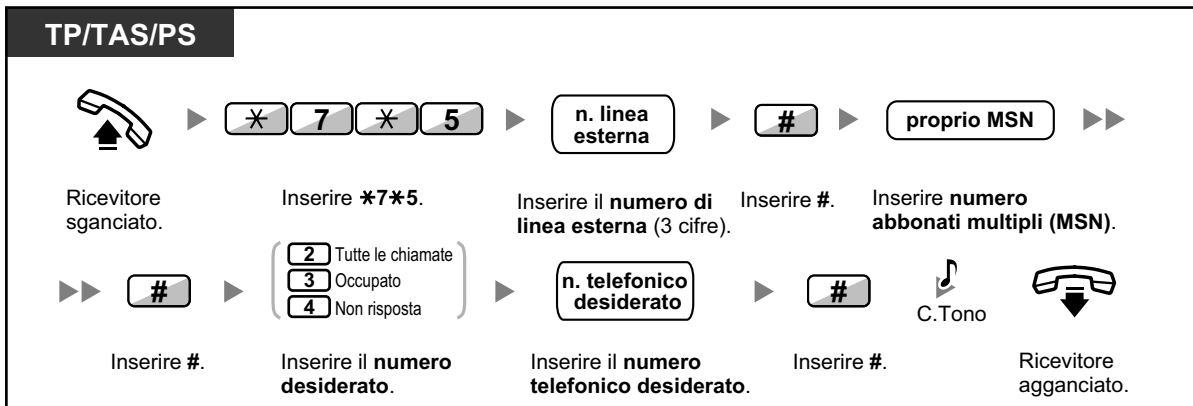 TP/TAS/PS
✳ 7 ✳ 5 n. linea esterna # proprio MSN
Ricevitore sganciato.
Inserire ✳7✳5.
Inserire il numero di linea esterna (3 cifre).
Inserire #.
Inserire numero abbonati multipli (MSN).
#
2 Tutte le chiamate
3 Occupato
4 Non risposta
n. telefonico desiderato
#
C.Tono
Inserire #.
Inserire il numero desiderato.
Inserire il numero telefonico desiderato.
Inserire #.
Ricevitore agganciato.